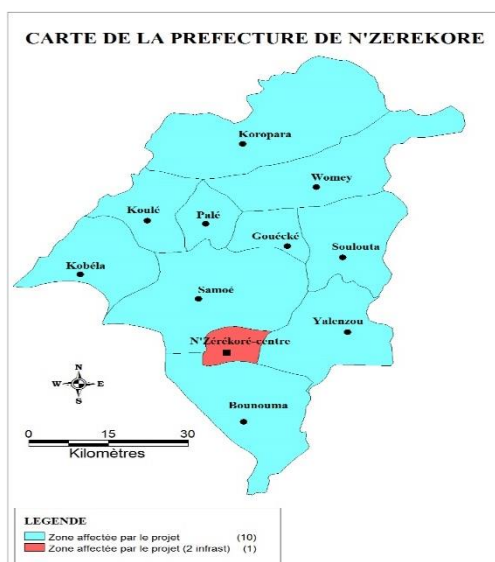 CARTE DE LA PREFECTURE DE N'ZEREKORE
Koropara
Womey
Koulé
Palé
Gouécké
Soulouta
Kobéla
Samoé
Yalenzou
N'Zérékoré-centre
N
W E
S
Bounouma
0 15 30
Kilomètres
LEGENDE
Zone affectée par le projet (10)
Zone affectée par le projet (2 infrast) (1)